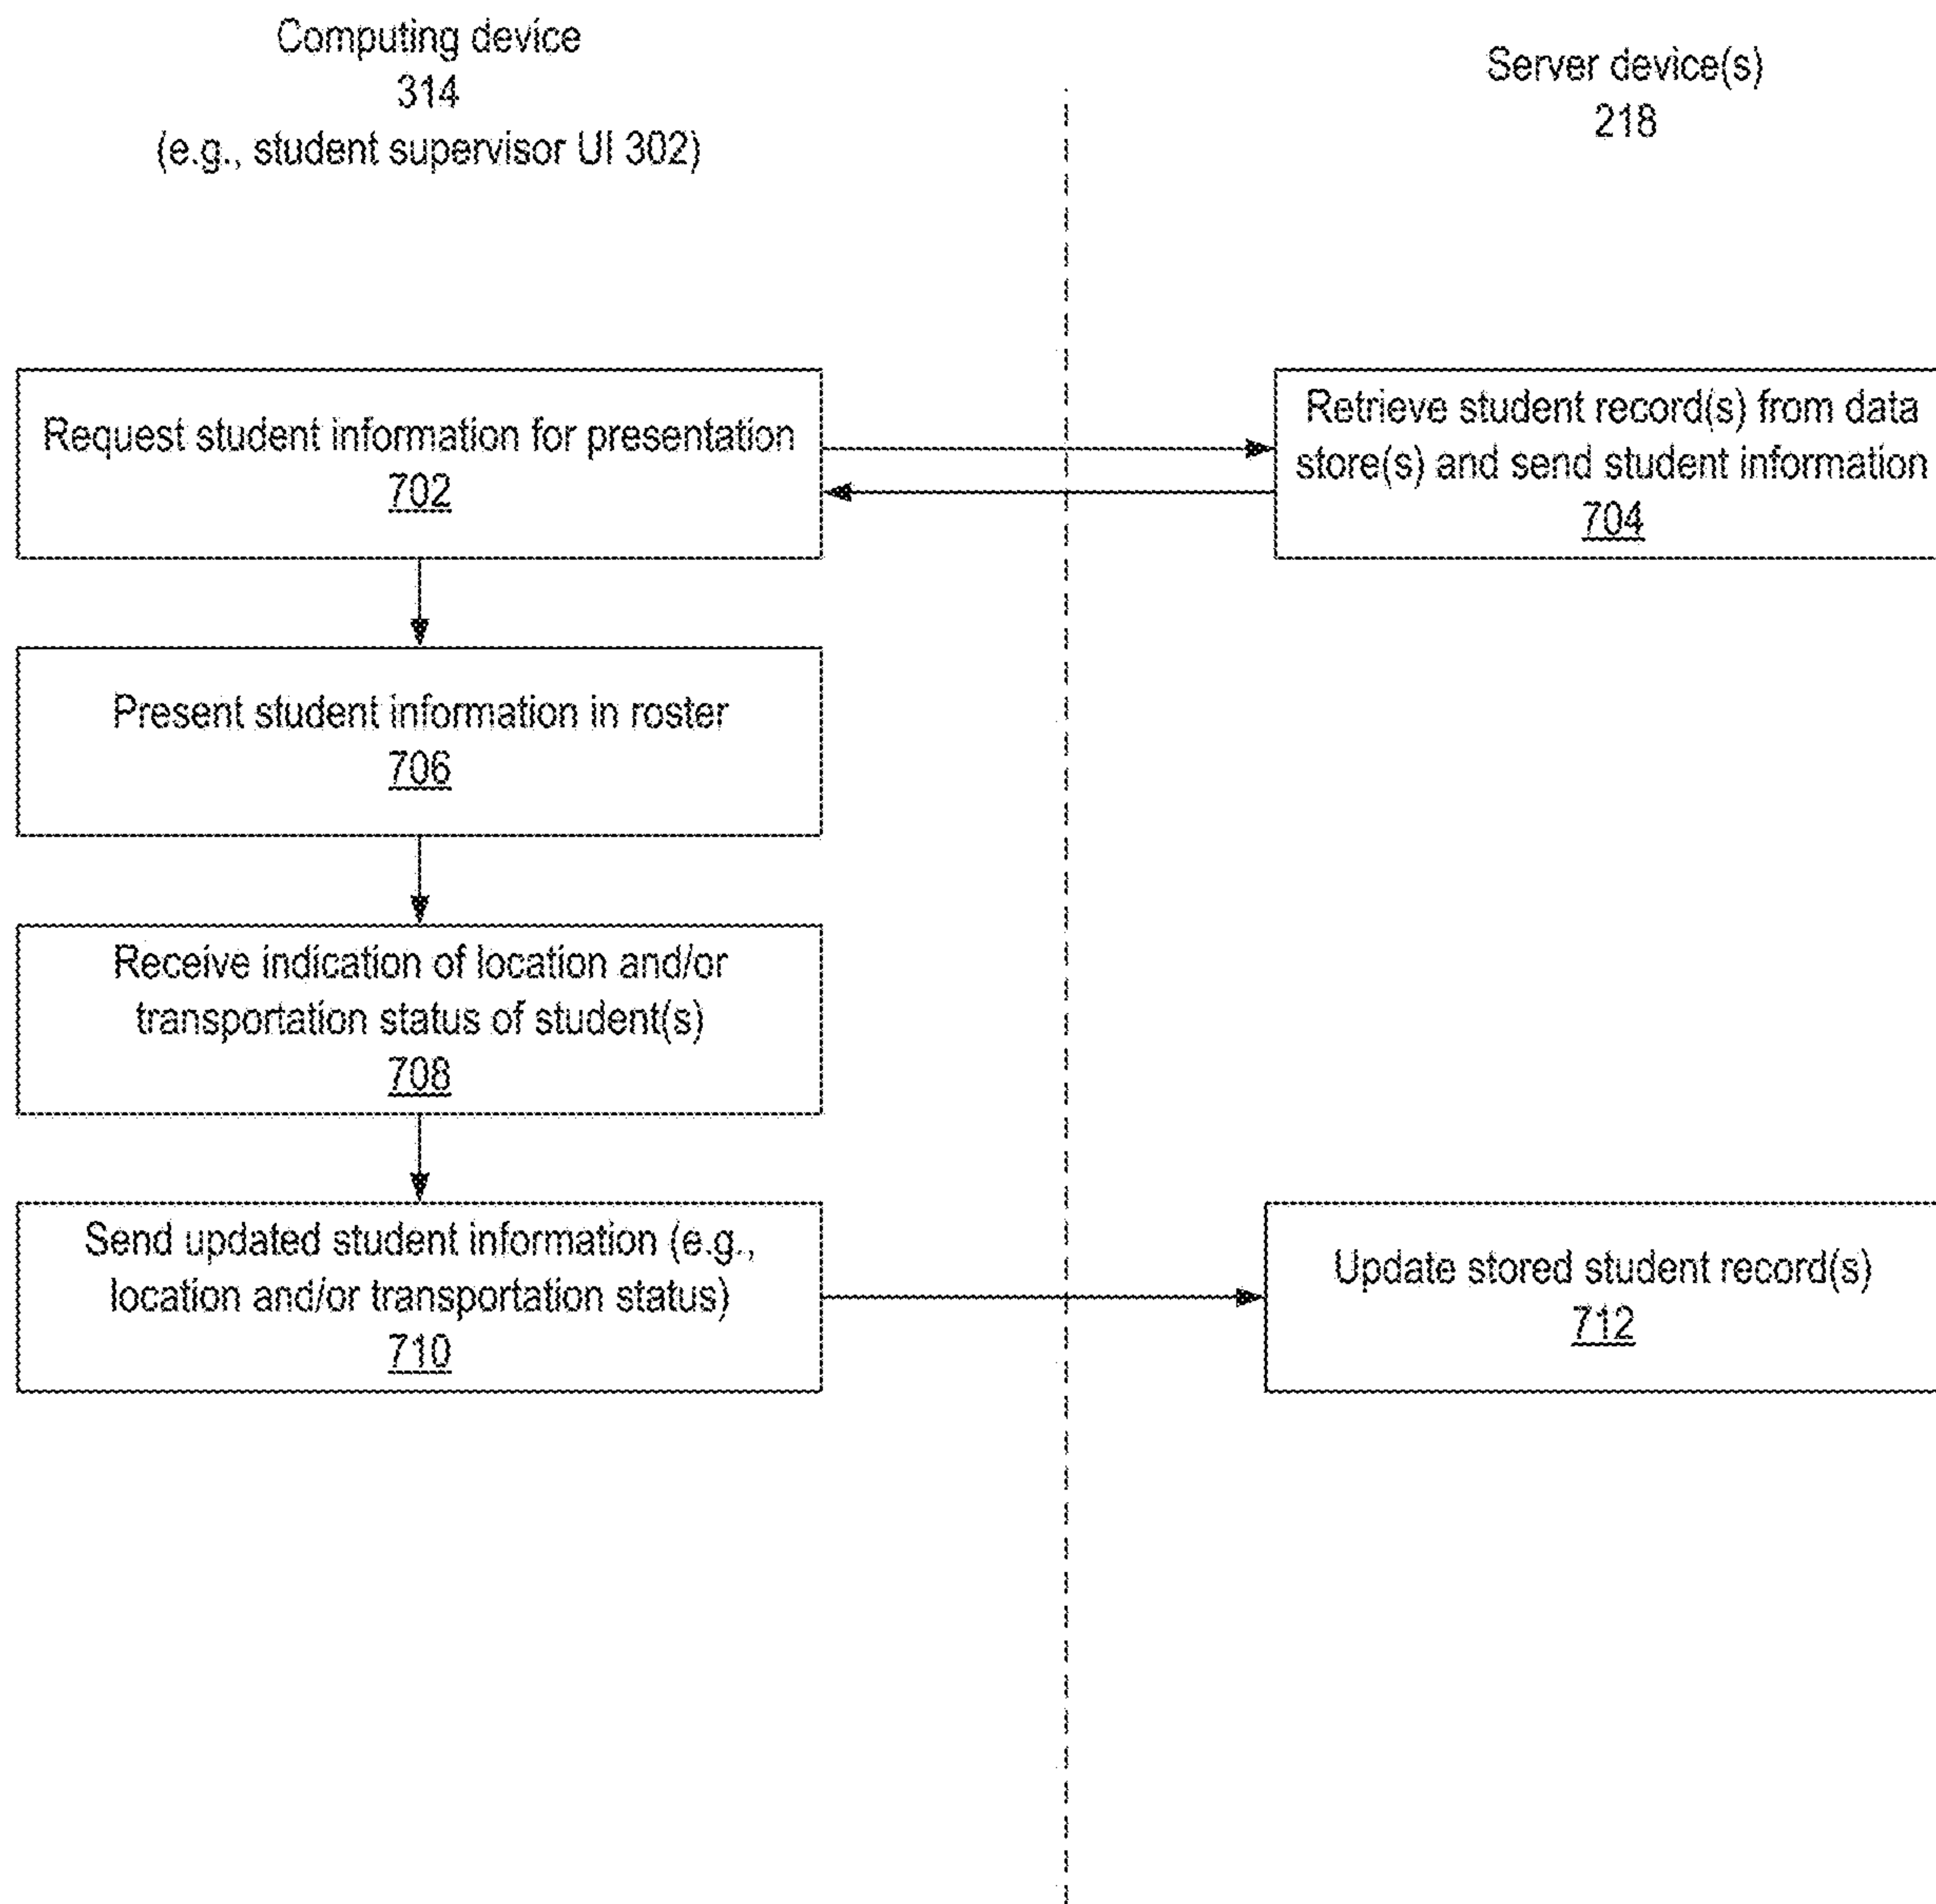 Computing device
314
(e.g., student supervisor UI 302)
Server device(s)
218
Request student information for presentation
702
Retrieve student record(s) from data
store(s) and send student information
704
Present student information in roster
706
Receive indication of location and/or
transportation status of student(s)
708
Send updated student information (e.g.,
location and/or transportation status)
710
Update stored student record(s)
712